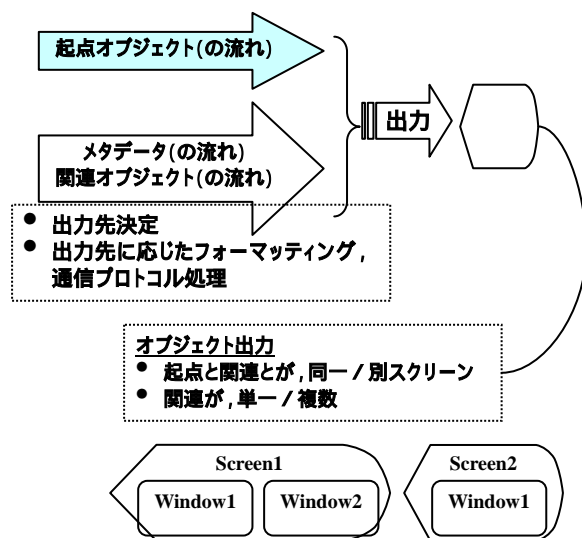 起点オブジェクト(の流れ)
メタデータ(の流れ)
関連オブジェクト(の流れ)
出力
● 出力先決定
● 出力先に応じたフォーマッティング,
通信プロトコル処理
オブジェクト出力
● 起点と関連とが,同一/別スクリーン
● 関連が,単一/複数
Screen1
Window1
Window2
Screen2
Window1